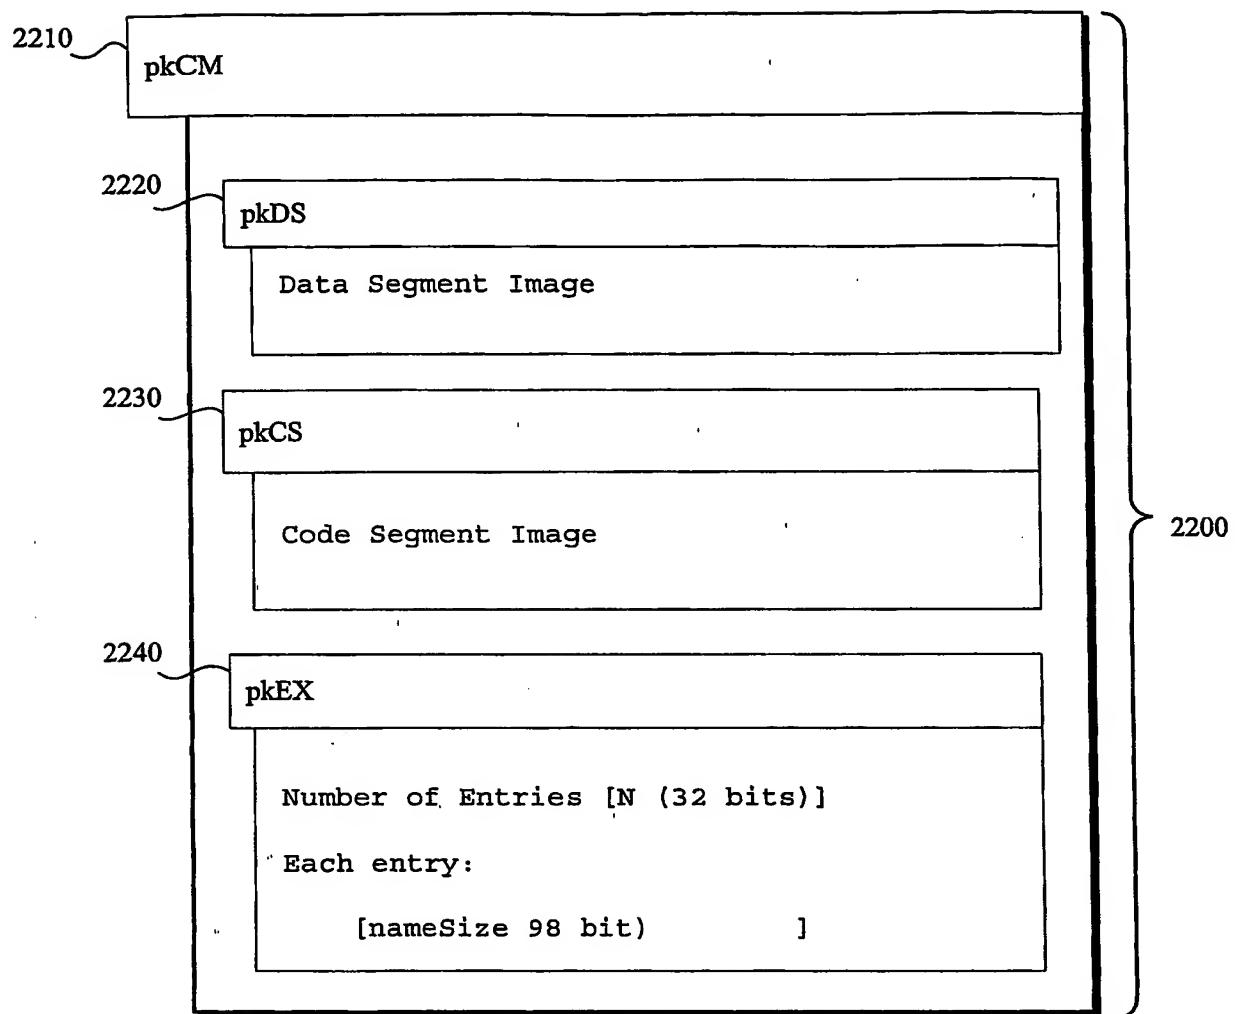 2210
pkCM
2220
pkDS
Data Segment Image
2230
pkCS
Code Segment Image
2200
2240
pkEX
Number of Entries [N (32 bits)]
Each entry:
[nameSize 98 bit) ]